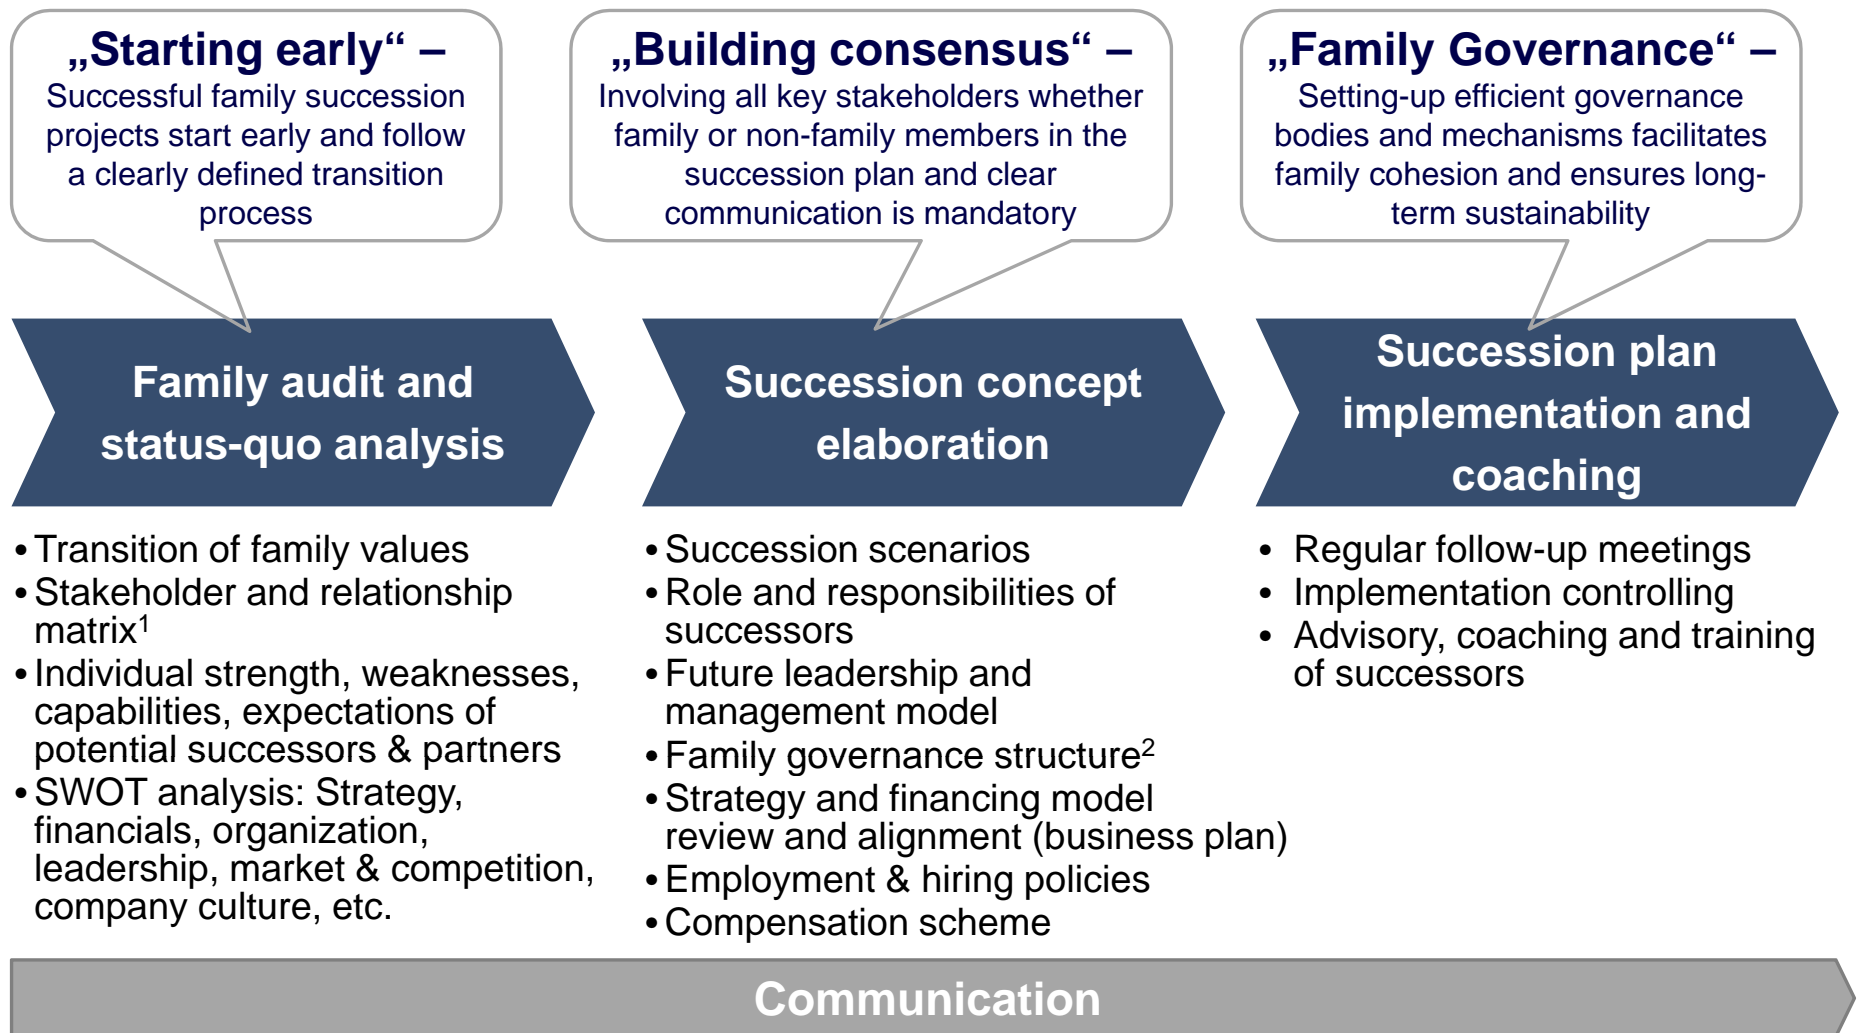 „Starting early“ –
Successful family succession
projects start early and follow
a clearly defined transition
process
„Building consensus“ –
Involving all key stakeholders whether
family or non-family members in the
succession plan and clear
communication is mandatory
„Family Governance“ –
Setting-up efficient governance
bodies and mechanisms facilitates
family cohesion and ensures long-
term sustainability
Family audit and
status-quo analysis
Succession concept
elaboration
Succession plan
implementation and
coaching
• Transition of family values
• Stakeholder and relationship
matrix¹
• Individual strength, weaknesses,
capabilities, expectations of
potential successors & partners
• SWOT analysis: Strategy,
financials, organization,
leadership, market & competition,
company culture, etc.
• Succession scenarios
• Role and responsibilities of
successors
• Future leadership and
management model
• Family governance structure²
• Strategy and financing model
review and alignment (business plan)
• Employment & hiring policies
• Compensation scheme
• Regular follow-up meetings
• Implementation controlling
• Advisory, coaching and training
of successors
Communication